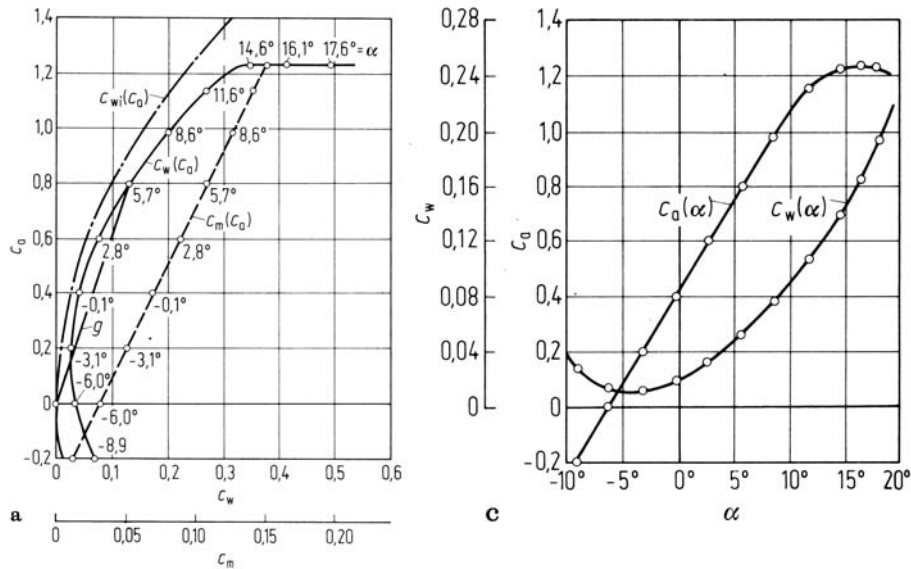 1,4
1,2
1,0
0,8
0,6
0,4
0,2
0
-0,2
Cₐ
14,6° 16,1° 17,6° = α
C_wi(Cₐ)
11,6°
8,6° 8,6°
C_w(Cₐ)
5,7° 5,7°
C_m(Cₐ)
2,8° 2,8°
-0,1° -0,1°
g
-3,1° -3,1°
-6,0° -6,0°
-8,9
0 0,1 0,2 0,3 0,4 0,5 0,6
C_w
a
0 0,05 0,10 0,15 0,20
C_m
0,28
0,24
0,20
0,16
0,12
0,08
0,04
0
C_w
1,4
1,2
1,0
0,8
0,6
0,4
0,2
0
-0,2
Cₐ
Cₐ(α) C_w(α)
-10° -5° 0° 5° 10° 15° 20°
c
α